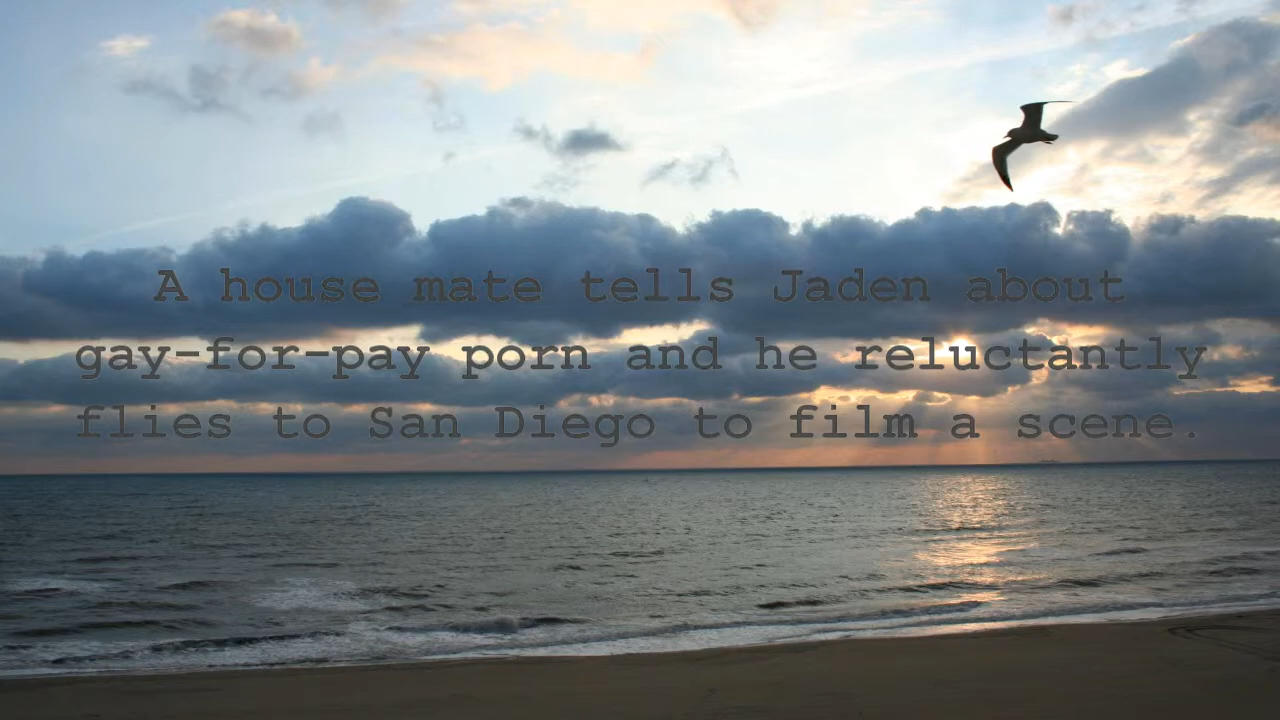 A house mate tells Jaden about
gay-for-pay porn and he reluctantly
flies to San Diego to film a scene.